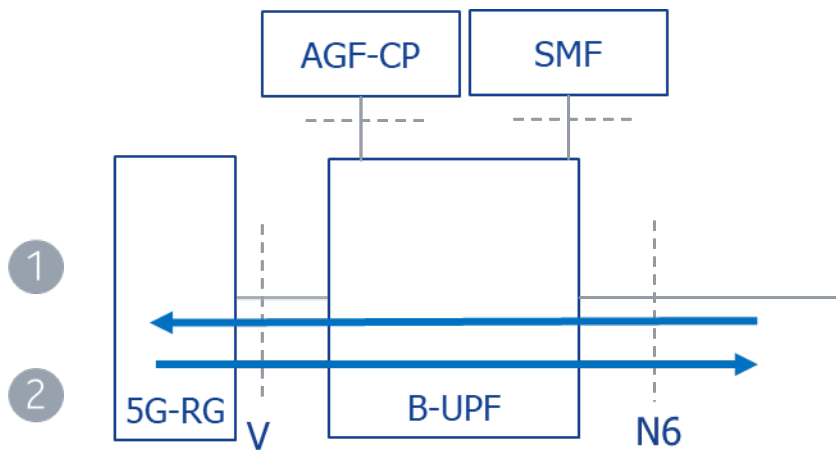 AGF-CP
SMF
1
2
5G-RG
V
B-UPF
N6